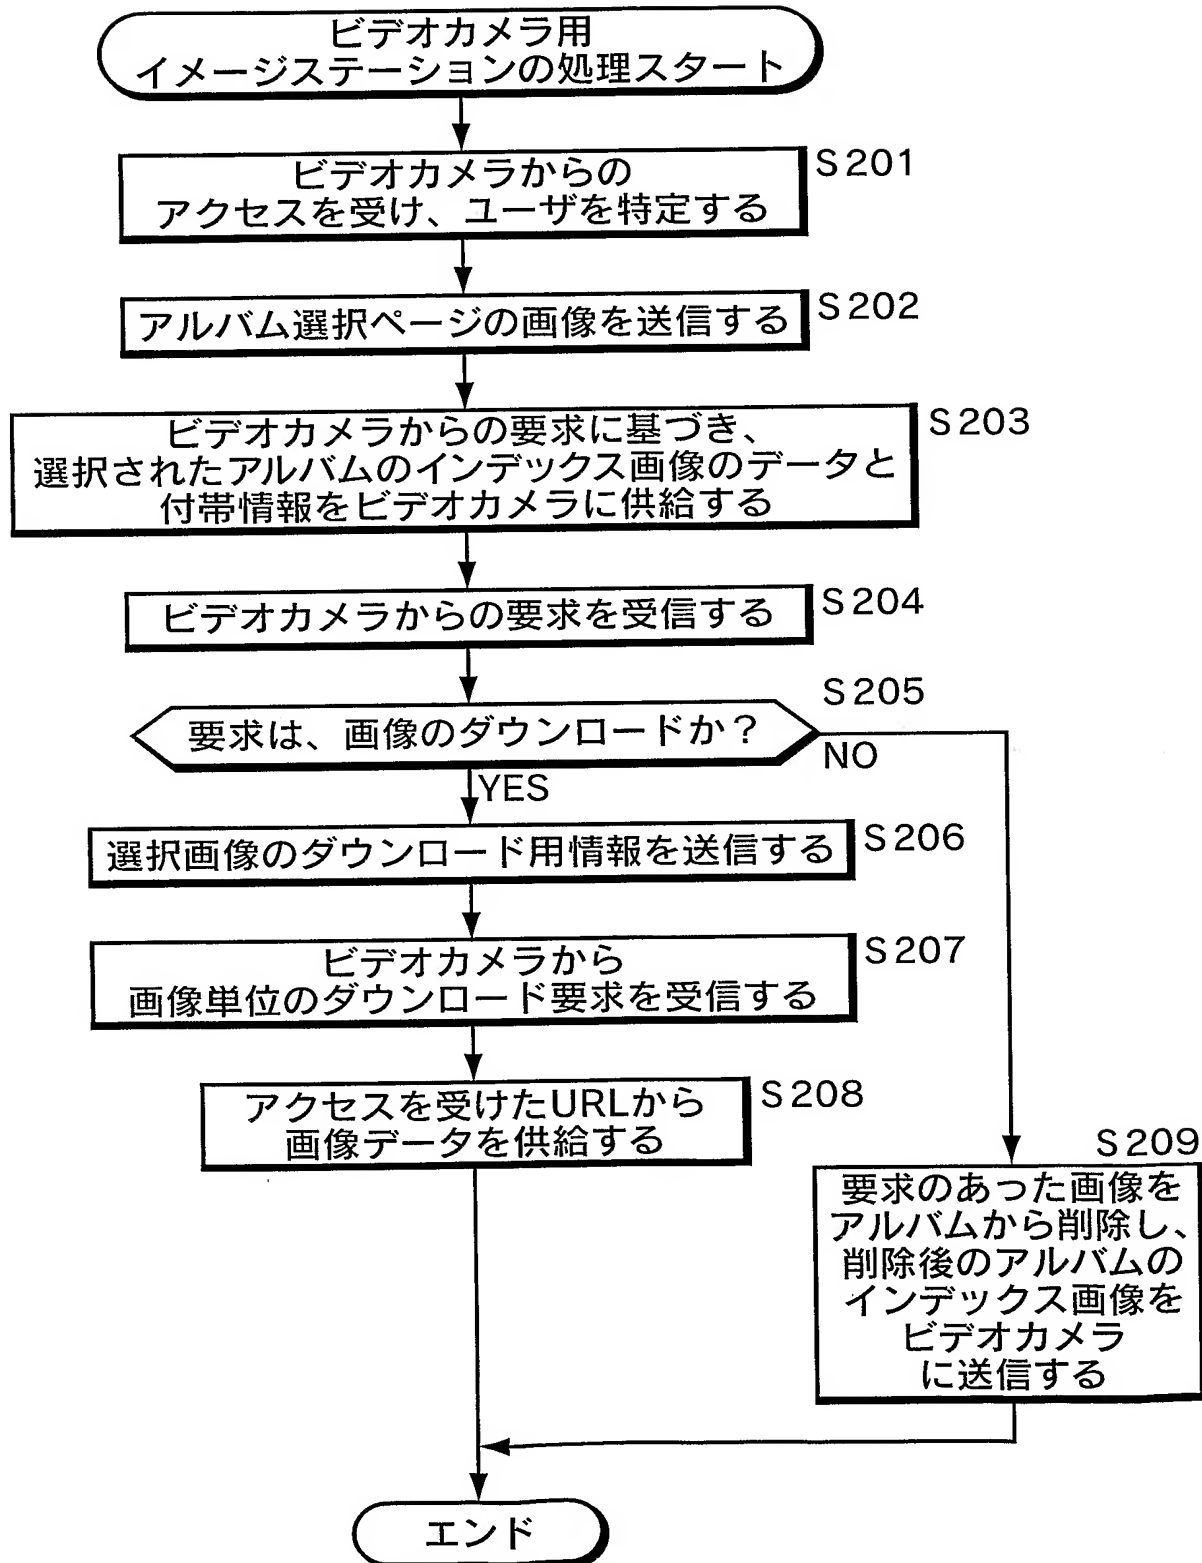 ビデオカメラ用
イメージステーションの処理スタート
ビデオカメラからの
アクセスを受け、ユーザを特定する
S201
アルバム選択ページの画像を送信する
S202
ビデオカメラからの要求に基づき、
選択されたアルバムのインデックス画像のデータと
付帯情報をビデオカメラに供給する
S203
ビデオカメラからの要求を受信する
S204
要求は、画像のダウンロードか？
S205
NO
YES
選択画像のダウンロード用情報を送信する
S206
ビデオカメラから
画像単位のダウンロード要求を受信する
S207
アクセスを受けたURLから
画像データを供給する
S208
S209
要求のあった画像を
アルバムから削除し、
削除後のアルバムの
インデックス画像を
ビデオカメラ
に送信する
エンド